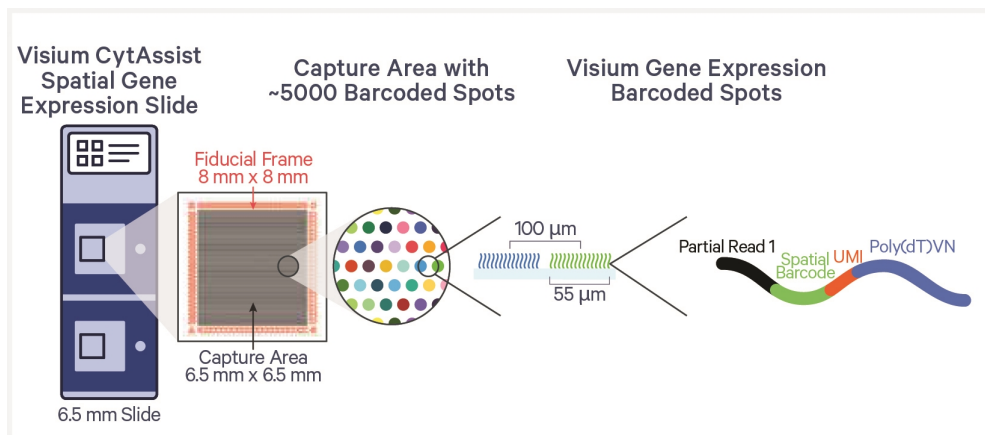 Visium CytAssist
Spatial Gene
Expression Slide
Capture Area with
~5000 Barcoded Spots
Visium Gene Expression
Barcoded Spots
Fiducial Frame
8 mm x 8 mm
100 µm
55 µm
Partial Read 1
Spatial
Barcode
UMI
Poly(dT)VN
Capture Area
6.5 mm x 6.5 mm
6.5 mm Slide